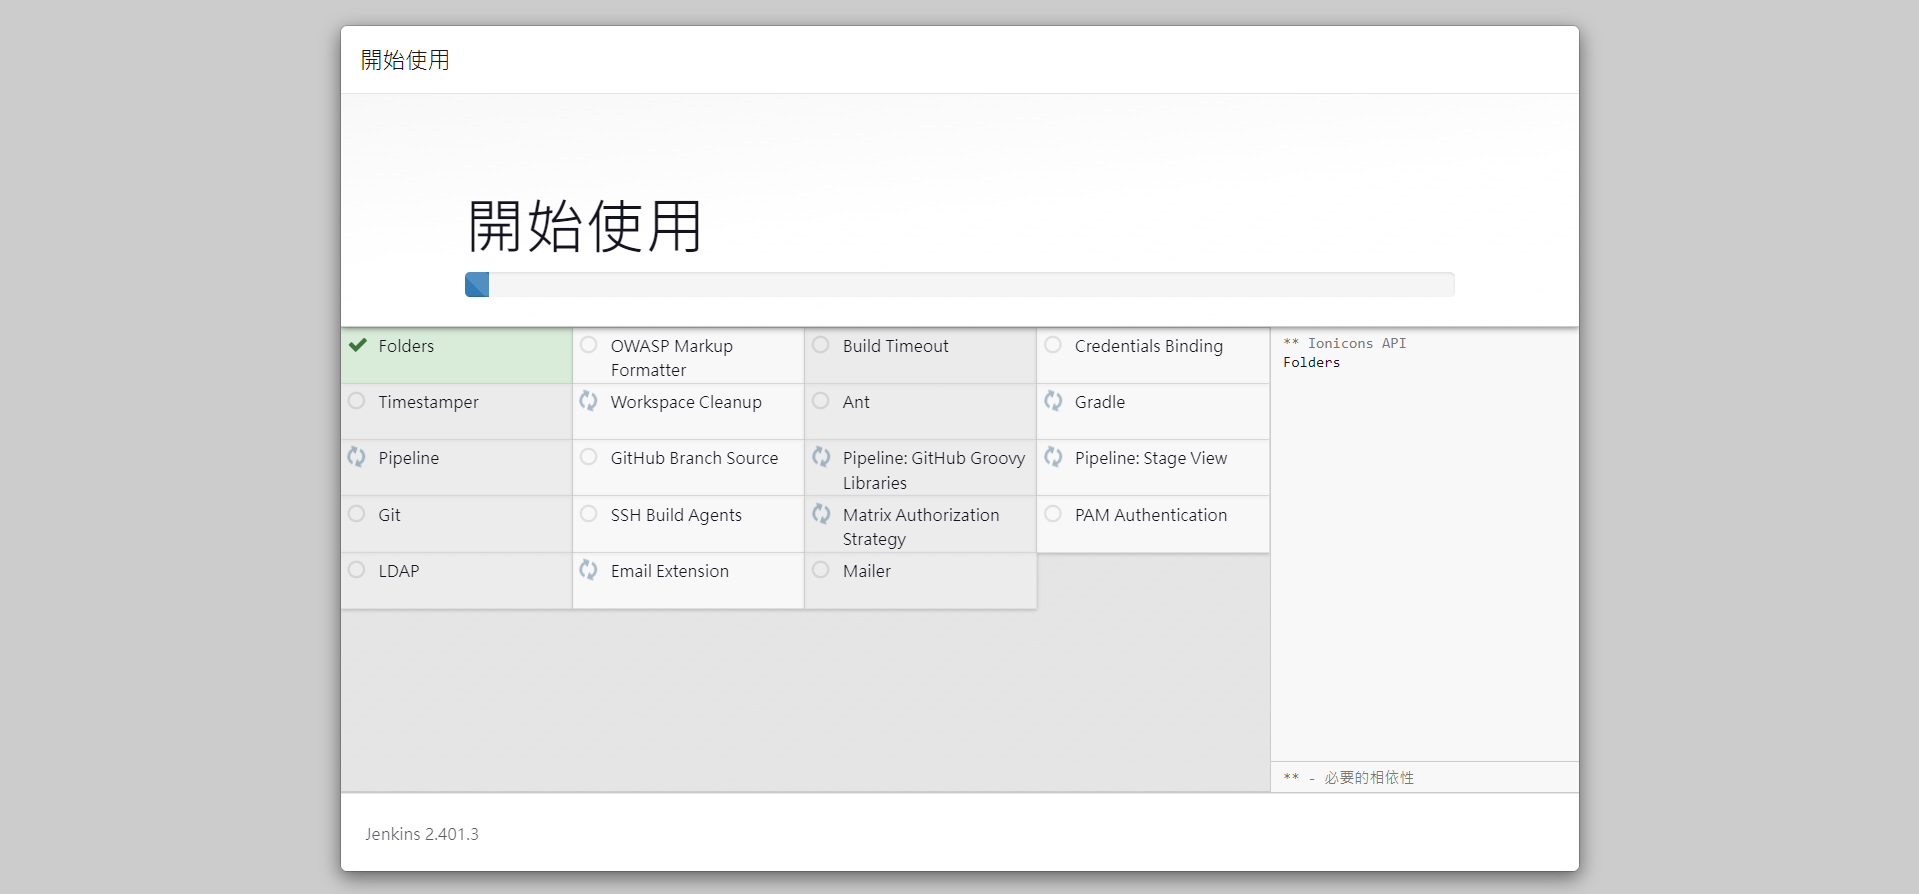 開始使用
開始使用
Folders
OWASP Markup
Formatter
Build Timeout
Credentials Binding
Timestamper
Workspace Cleanup
Ant
Gradle
Pipeline
GitHub Branch Source
Pipeline: GitHub Groovy
Libraries
Pipeline: Stage View
Git
SSH Build Agents
Matrix Authorization
Strategy
PAM Authentication
LDAP
Email Extension
Mailer
** Ionicons API
Folders
** - 必要的相依性
Jenkins 2.401.3